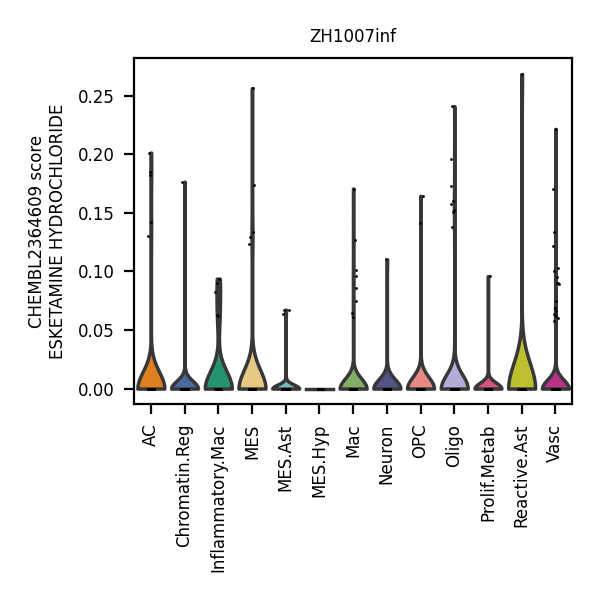 ZH1007inf
CHEMBL2364609 score
ESKETAMINE HYDROCHLORIDE
0.25
0.20
0.15
0.10
0.05
0.00
AC
Chromatin.Reg
Inflammatory.Mac
MES
MES.Ast
MES.Hyp
Mac
Neuron
OPC
Oligo
Prolif.Metab
Reactive.Ast
Vasc